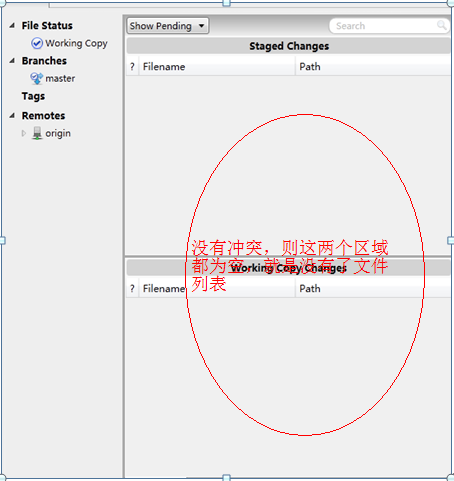 File Status
Working Copy
Branches
master
Tags
Remotes
origin
Show Pending
Search
Staged Changes
? Filename Path
没有冲突，则这两个区域
都为空，就是没有了文件
列表
Working Copy Changes
? Filename Path